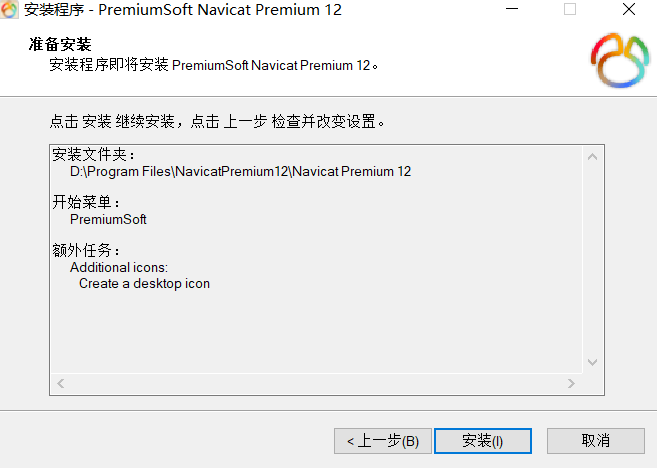 安装程序 - PremiumSoft Navicat Premium 12
准备安装
安装程序即将安装 PremiumSoft Navicat Premium 12。
点击 安装 继续安装，点击 上一步 检查并改变设置。
安装文件夹：
D:\Program Files\NavicatPremium12\Navicat Premium 12
开始菜单：
PremiumSoft
额外任务：
Additional icons:
Create a desktop icon
< 上一步(B)
安装(I)
取消